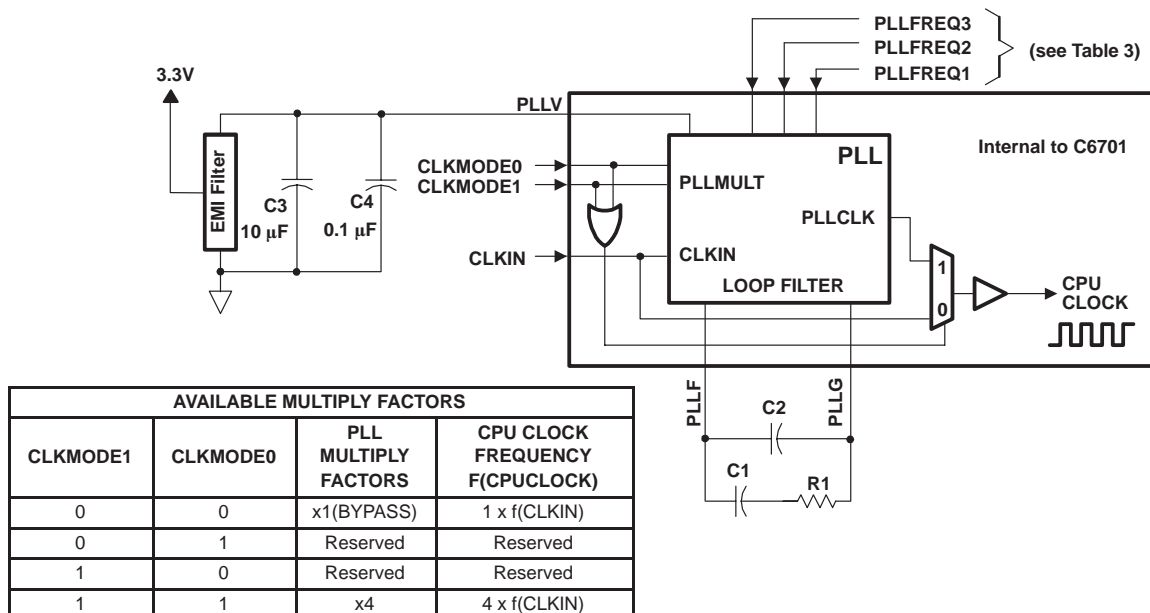 PLLFREQ3
PLLFREQ2
PLLFREQ1
(see Table 3)
3.3V
PLLV
EMI Filter
C3
10 μF
C4
0.1 μF
CLKMODE0
CLKMODE1
CLKIN
PLL
PLLMULT
PLLCLK
CLKIN
LOOP FILTER
Internal to C6701
1
0
CPU
CLOCK
PLLF
PLLG
C2
C1
R1
AVAILABLE MULTIPLY FACTORS
CLKMODE1 CLKMODE0 PLL MULTIPLY FACTORS CPU CLOCK FREQUENCY F(CPUCLOCK)
0 0 x1(BYPASS) 1 x f(CLKIN)
0 1 Reserved Reserved
1 0 Reserved Reserved
1 1 x4 4 x f(CLKIN)